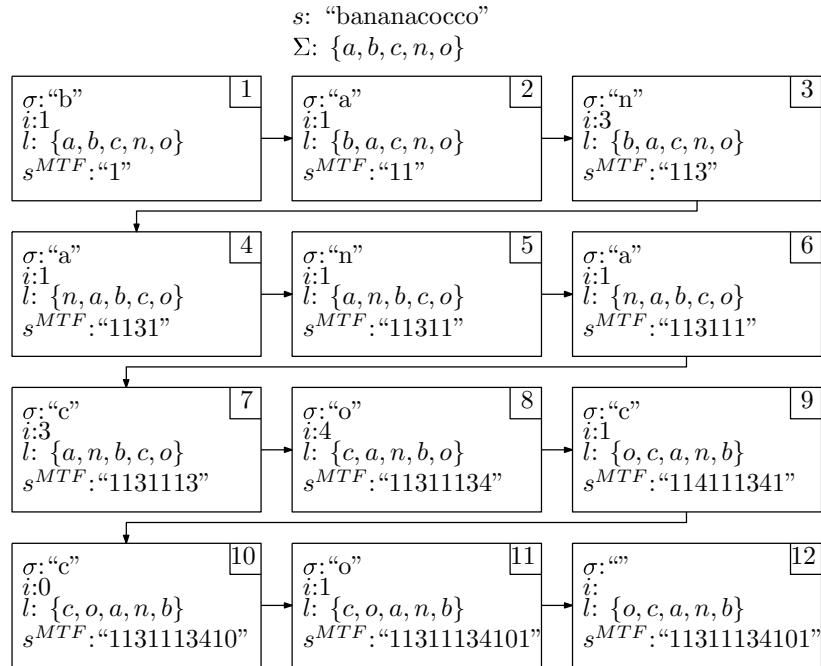 s: “bananacocco”
Σ: {a, b, c, n, o}
1
σ:“b”
i:1
l: {a, b, c, n, o}
s^{MTF}:“1”
2
σ:“a”
i:1
l: {b, a, c, n, o}
s^{MTF}:“11”
3
σ:“n”
i:3
l: {b, a, c, n, o}
s^{MTF}:“113”
4
σ:“a”
i:1
l: {n, a, b, c, o}
s^{MTF}:“1131”
5
σ:“n”
i:1
l: {a, n, b, c, o}
s^{MTF}:“11311”
6
σ:“a”
i:1
l: {n, a, b, c, o}
s^{MTF}:“113111”
7
σ:“c”
i:3
l: {a, n, b, c, o}
s^{MTF}:“1131113”
8
σ:“o”
i:4
l: {c, a, n, b, o}
s^{MTF}:“11311134”
9
σ:“c”
i:1
l: {o, c, a, n, b}
s^{MTF}:“114111341”
10
σ:“c”
i:0
l: {c, o, a, n, b}
s^{MTF}:“1131113410”
11
σ:“o”
i:1
l: {c, o, a, n, b}
s^{MTF}:“11311134101”
12
σ:“”
i:
l: {o, c, a, n, b}
s^{MTF}:“11311134101”